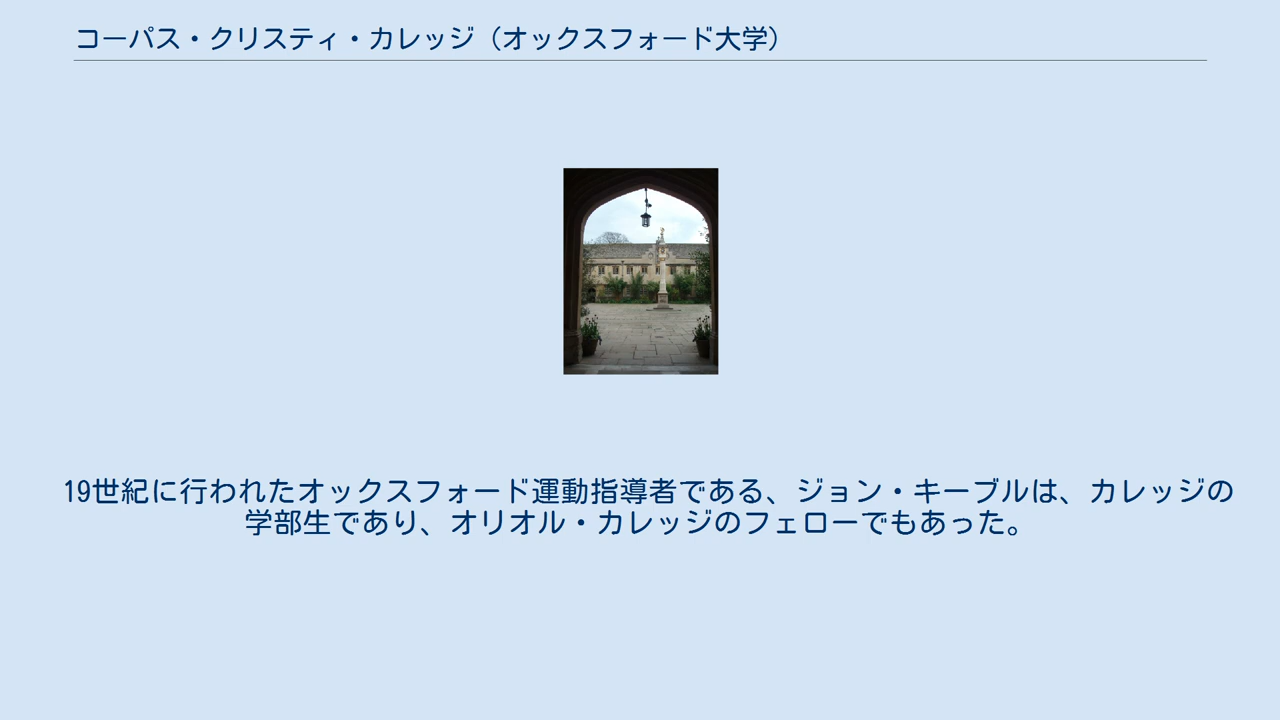 コーパス・クリスティ・カレッジ（オックスフォード大学）
19世紀に行われたオックスフォード運動指導者である、ジョン・キーブルは、カレッジの
学部生であり、オリオル・カレッジのフェローでもあった。